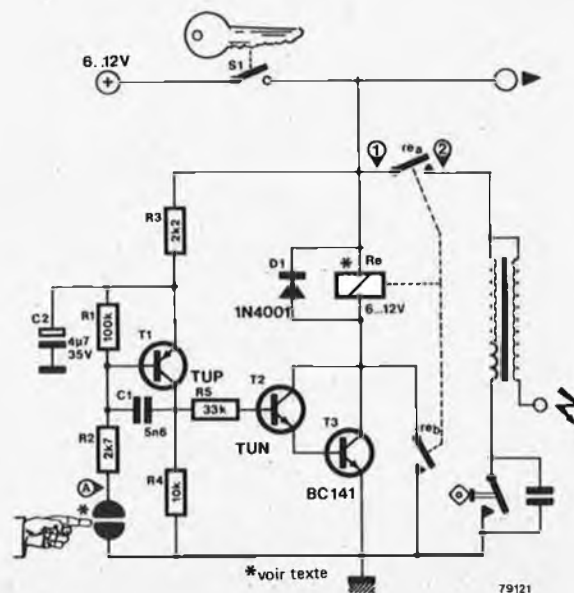 6...12V
S1
+
1
re a
2
R3
2k2
D1
1N4001
*
Re
6...12V
C2
4µ7
35V
R1
100k
T1
TUP
C1
5n6
R5
33k
T2
TUN
T3
BC141
re b
R2
2k7
A
*
R4
10k
*voir texte
79121